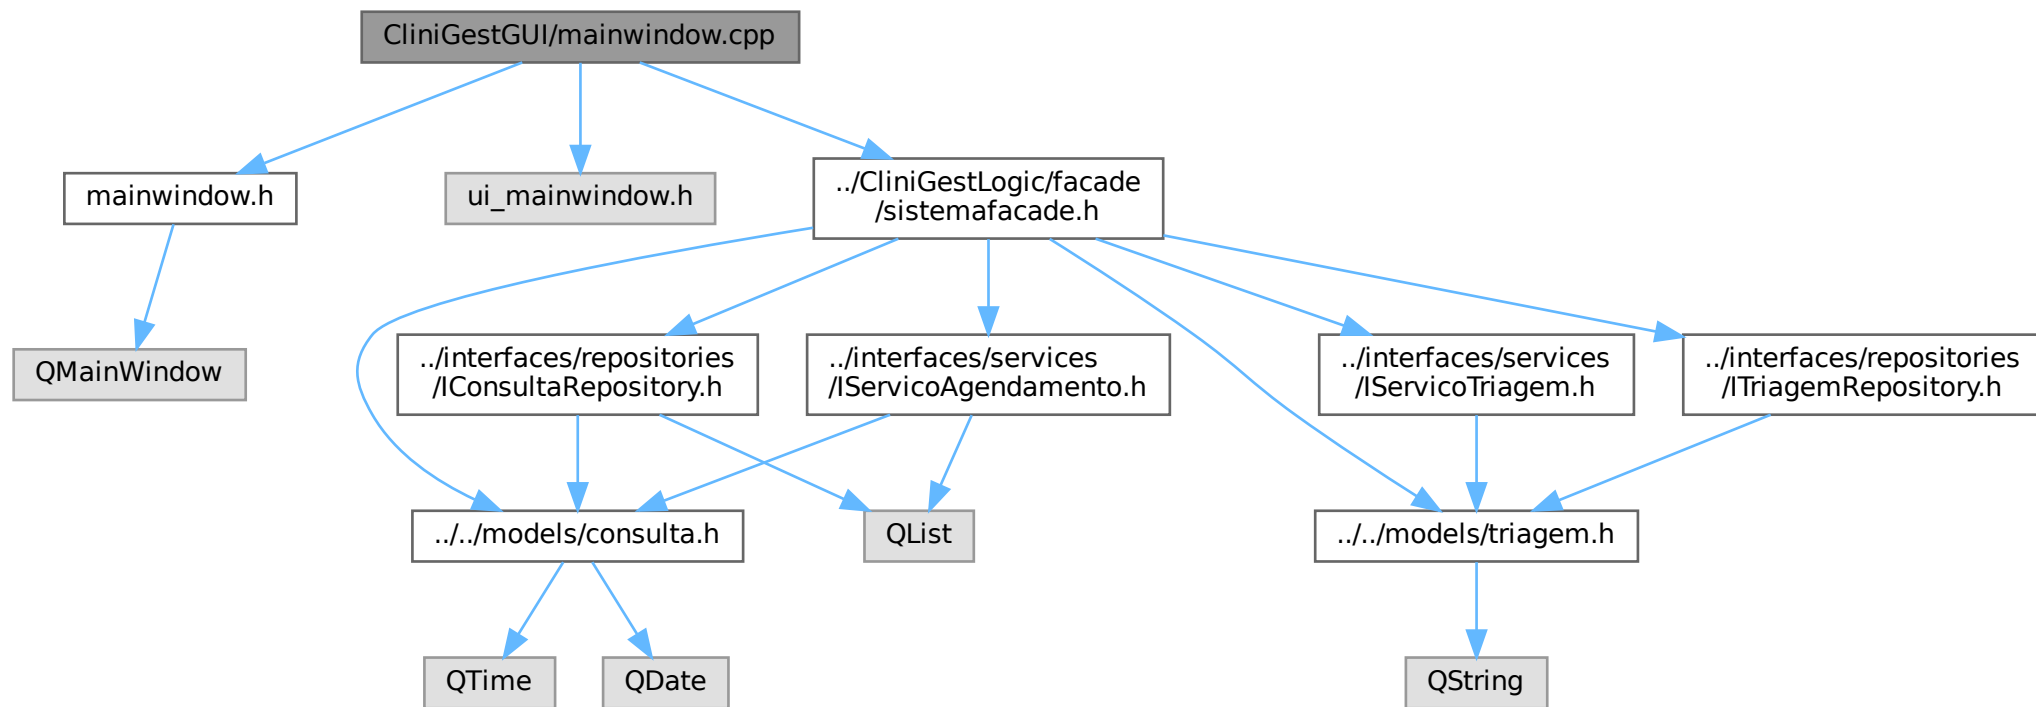 CliniGestGUI/mainwindow.cpp
mainwindow.h
ui_mainwindow.h
../CliniGestLogic/facade
/sistemafacade.h
QMainWindow
../interfaces/repositories
/IConsultaRepository.h
../interfaces/services
/IServicoAgendamento.h
../interfaces/services
/IServicoTriagem.h
../interfaces/repositories
/ITriagemRepository.h
../../models/consulta.h
QList
../../models/triagem.h
QTime
QDate
QString